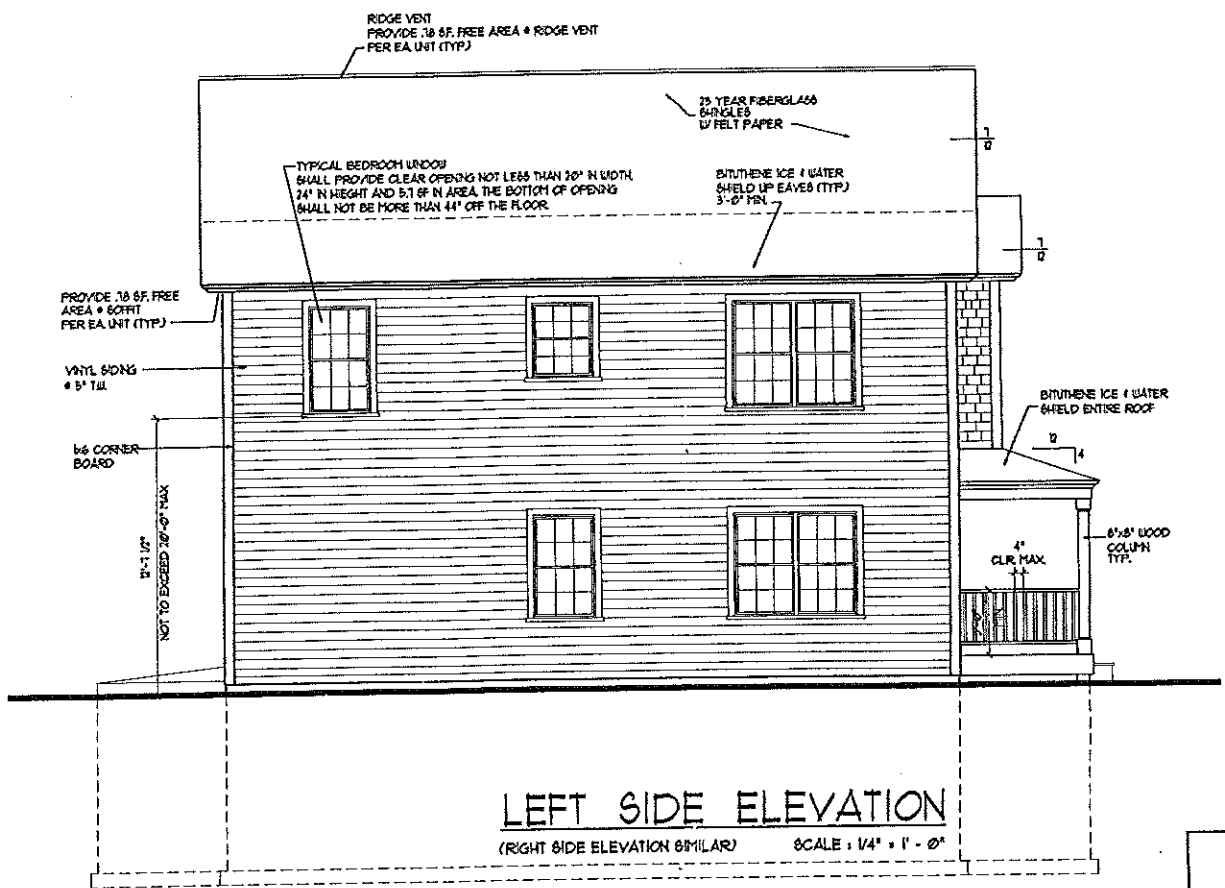 RIDGE VENT
PROVIDE .78 SF. FREE AREA @ RIDGE VENT
PER EA. UNIT (TYP.)
25 YEAR FIBERGLASS
SHINGLES
W/ FELT PAPER
7
12
TYPICAL BEDROOM WINDOW
SHALL PROVIDE CLEAR OPENING NOT LESS THAN 20" IN WIDTH,
24" IN HIEGHT AND 5.7 SF IN AREA. THE BOTTOM OF OPENING
SHALL NOT BE MORE THAN 44" OFF THE FLOOR
BITUTHENE ICE & WATER
SHIELD UP EAVES (TYP.)
3'-0" MIN.
7
12
PROVIDE .78 SF. FREE
AREA @ SOFFIT
PER EA. UNIT (TYP.)
VINYL SIDING
@ 5" T.W.
BITUTHENE ICE & WATER
SHIELD ENTIRE ROOF
12
4
CORNER
BOARD
12'-7 1/2"
NOT TO EXCEED 20'-0" MAX
8"x8" WOOD
COLUMN
TYP.
4"
CLR. MAX.
LEFT SIDE ELEVATION
(RIGHT SIDE ELEVATION SIMILAR)
SCALE : 1/4" = 1' - 0"